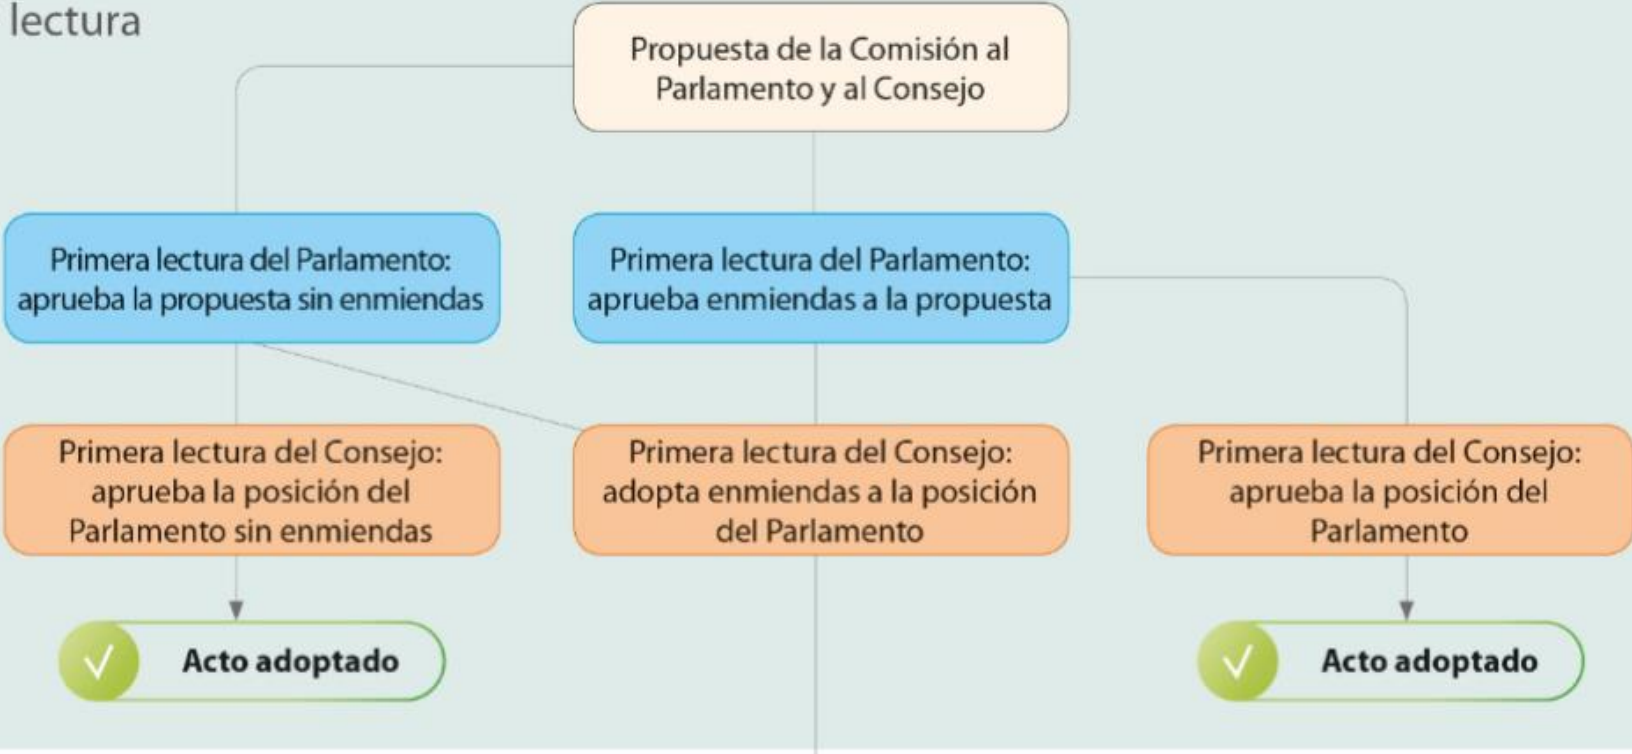 lectura
Propuesta de la Comisión al
Parlamento y al Consejo
Primera lectura del Parlamento:
aprueba la propuesta sin enmiendas
Primera lectura del Parlamento:
aprueba enmiendas a la propuesta
Primera lectura del Consejo:
aprueba la posición del
Parlamento sin enmiendas
Primera lectura del Consejo:
adopta enmiendas a la posición
del Parlamento
Primera lectura del Consejo:
aprueba la posición del
Parlamento
Acto adoptado
Acto adoptado